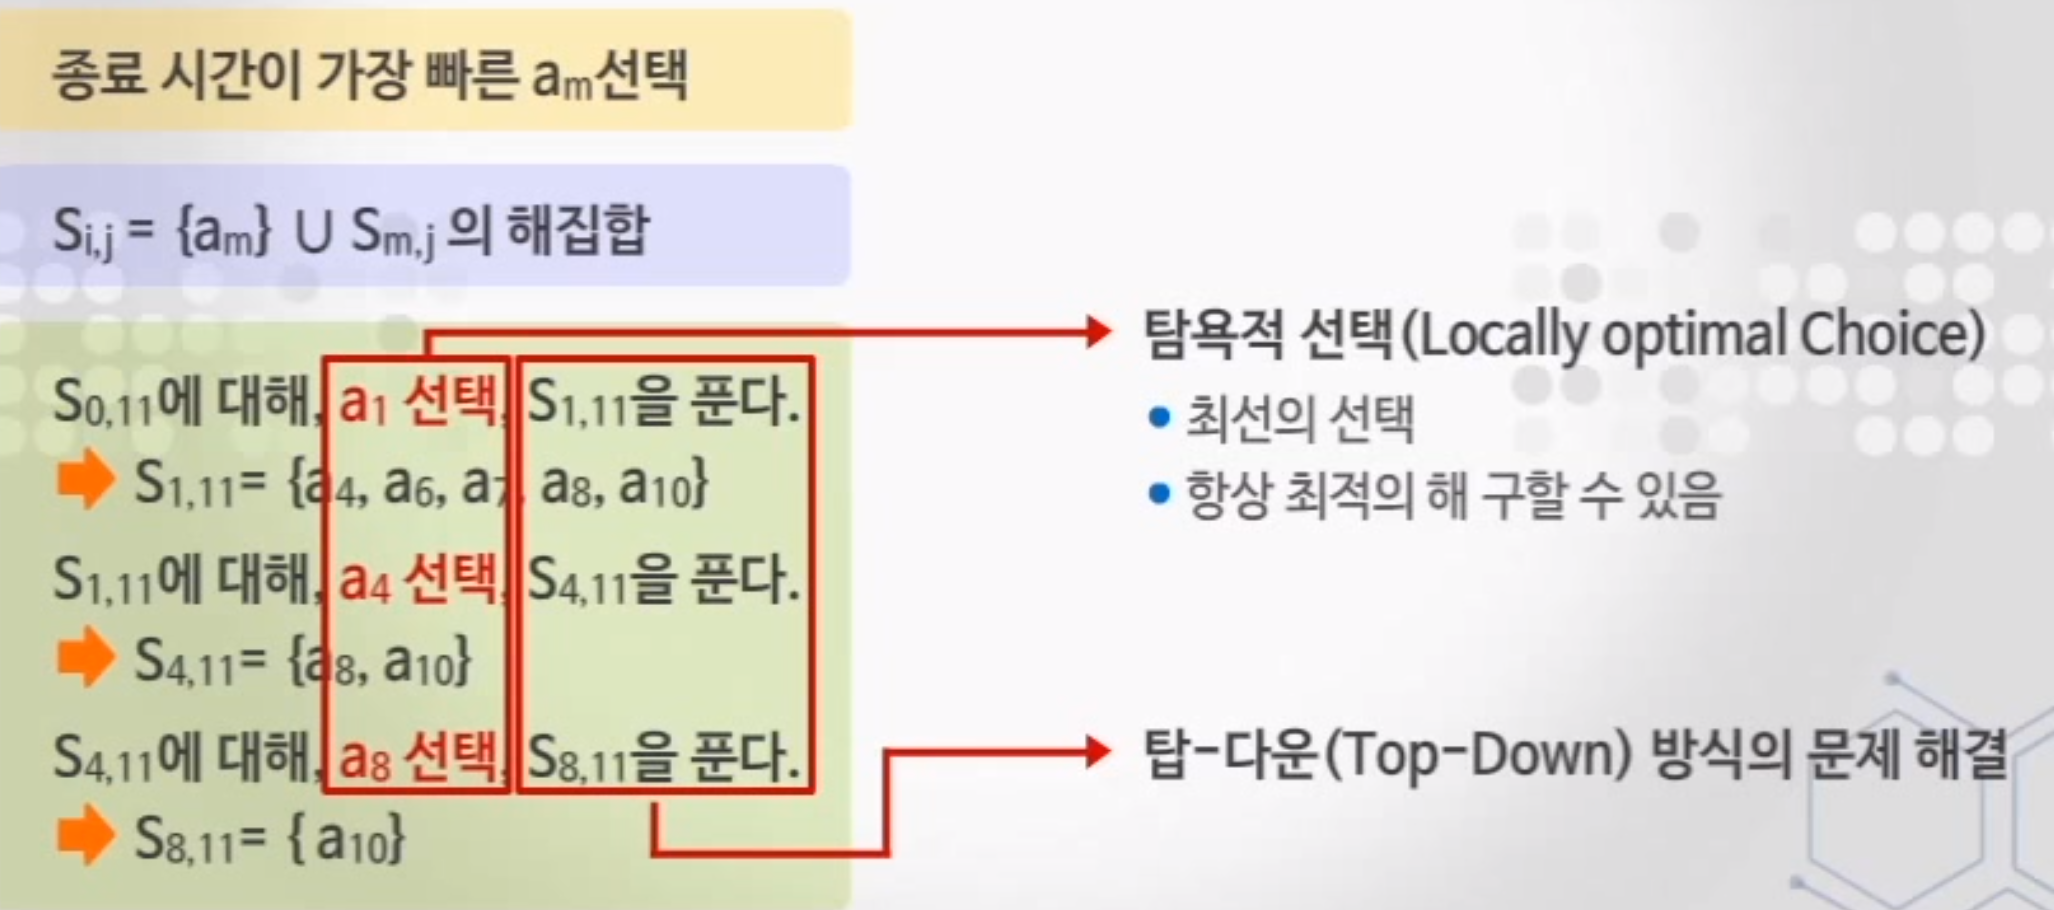 종료 시간이 가장 빠른 am선택
Si,j = {am} ∪ Sm,j 의 해집합
S0,11에 대해, a1 선택, S1,11을 푼다.
S1,11= {a4, a6, a7, a8, a10}
S1,11에 대해, a4 선택, S4,11을 푼다.
S4,11= {a8, a10}
S4,11에 대해, a8 선택, S8,11을 푼다.
S8,11= { a10}
탐욕적 선택(Locally optimal Choice)
• 최선의 선택
• 항상 최적의 해 구할 수 있음
탑-다운(Top-Down) 방식의 문제 해결